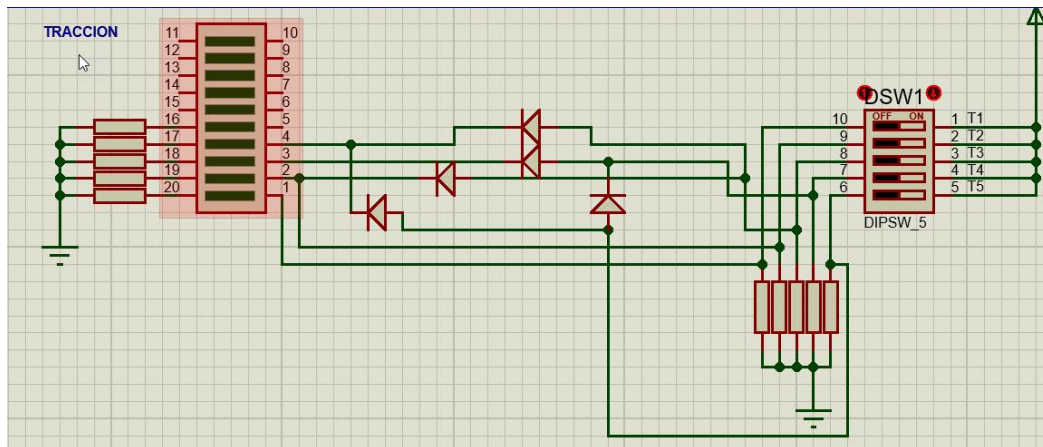 TRACCION
11 10
12 9
13 8
14 7
15 6
16 5
17 4
18 3
19 2
20 1
DSW1
OFF ON
10 1 T1
9 2 T2
8 3 T3
7 4 T4
6 5 T5
DIPSW_5